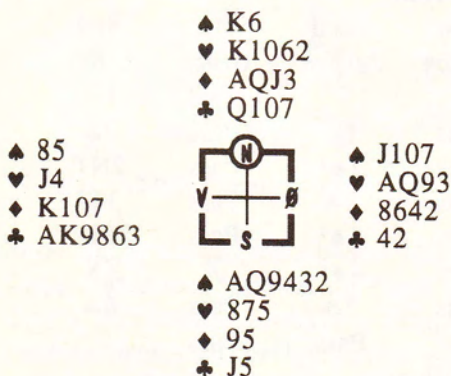 ♠ K6
♥ K1062
♦ AQJ3
♣ Q107
♠ 85
♥ J4
♦ K107
♣ AK9863
N
V Ø
S
♠ J107
♥ AQ93
♦ 8642
♣ 42
♠ AQ9432
♥ 875
♦ 95
♣ J5